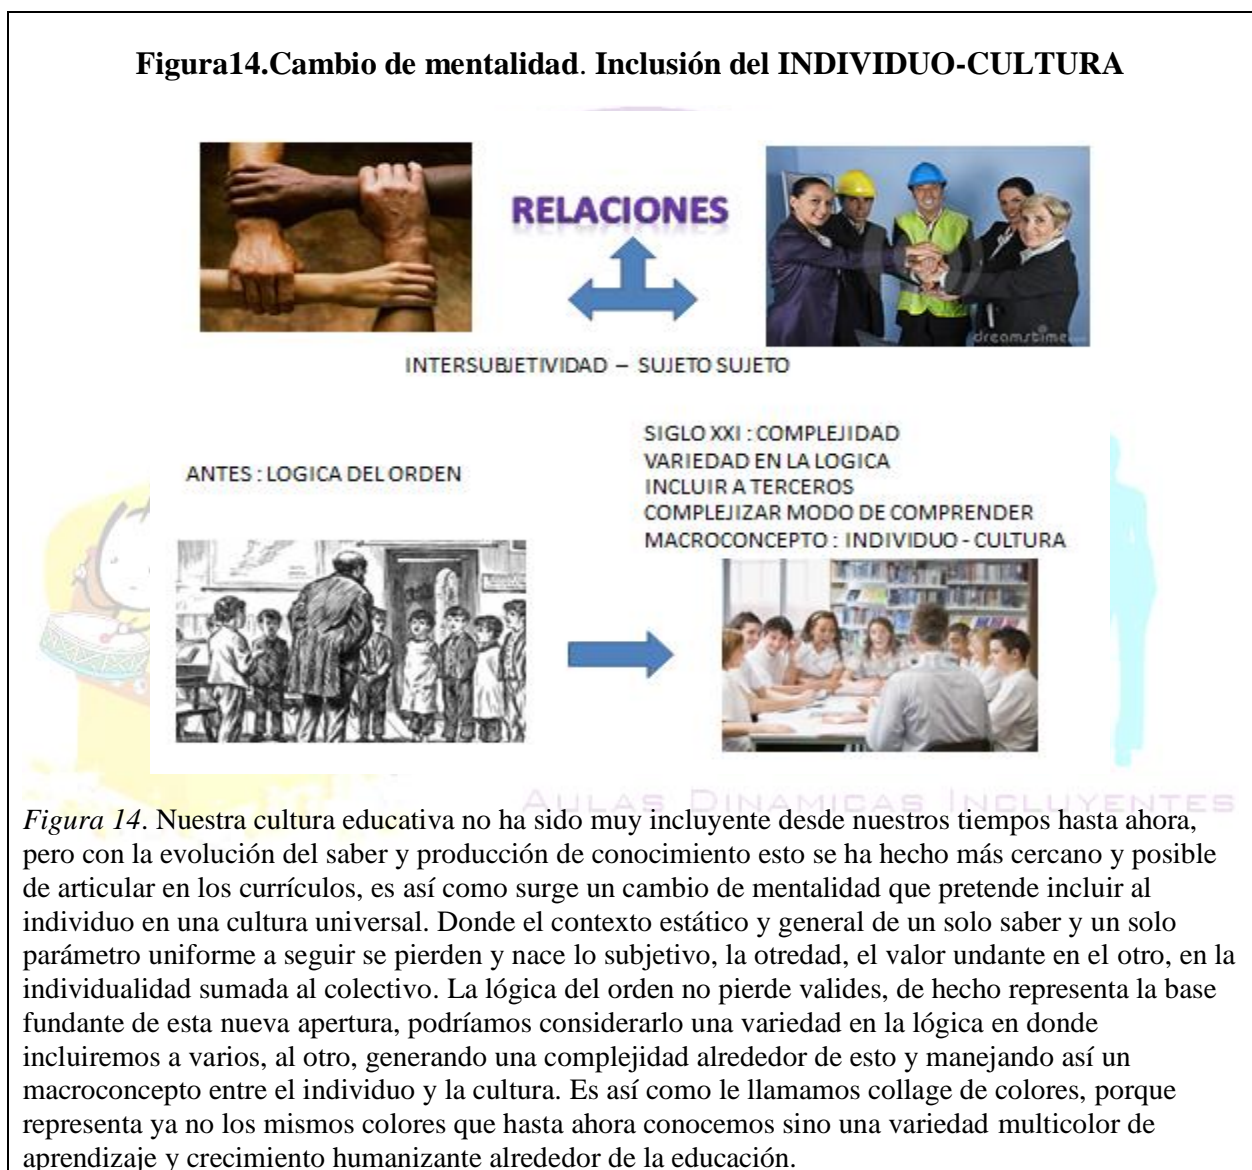 Figura14.Cambio de mentalidad. Inclusión del INDIVIDUO-CULTURA
RELACIONES
dreamstime
INTERSUBJETIVIDAD – SUJETO SUJETO
ANTES : LOGICA DEL ORDEN
SIGLO XXI : COMPLEJIDAD
VARIEDAD EN LA LOGICA
INCLUIR A TERCEROS
COMPLEJIZAR MODO DE COMPRENDER
MACROCONCEPTO : INDIVIDUO - CULTURA
AULAS DINAMICAS INCLUYENTES
Figura 14. Nuestra cultura educativa no ha sido muy incluyente desde nuestros tiempos hasta ahora,
pero con la evolución del saber y producción de conocimiento esto se ha hecho más cercano y posible
de articular en los currículos, es así como surge un cambio de mentalidad que pretende incluir al
individuo en una cultura universal. Donde el contexto estático y general de un solo saber y un solo
parámetro uniforme a seguir se pierden y nace lo subjetivo, la otredad, el valor undante en el otro, en la
individualidad sumada al colectivo. La lógica del orden no pierde valides, de hecho representa la base
fundante de esta nueva apertura, podríamos considerarlo una variedad en la lógica en donde
incluiremos a varios, al otro, generando una complejidad alrededor de esto y manejando así un
macroconcepto entre el individuo y la cultura. Es así como le llamamos collage de colores, porque
representa ya no los mismos colores que hasta ahora conocemos sino una variedad multicolor de
aprendizaje y crecimiento humanizante alrededor de la educación.